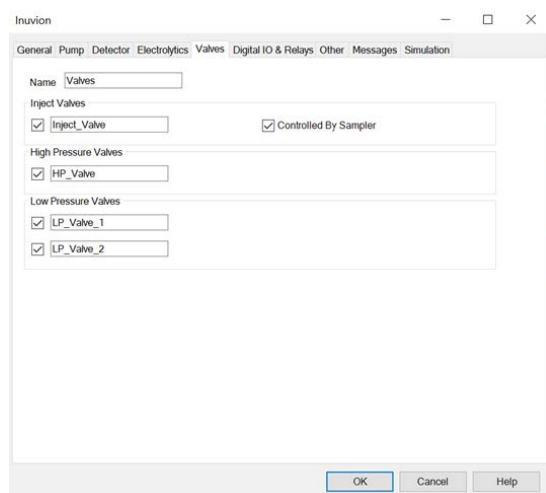 Inuvion
General Pump Detector Electrolytics Valves Digital IO & Relays Other Messages Simulation
Name Valves
Inject Valves
Inject_Valve Controlled By Sampler
High Pressure Valves
HP_Valve
Low Pressure Valves
LP_Valve_1
LP_Valve_2
OK Cancel Help